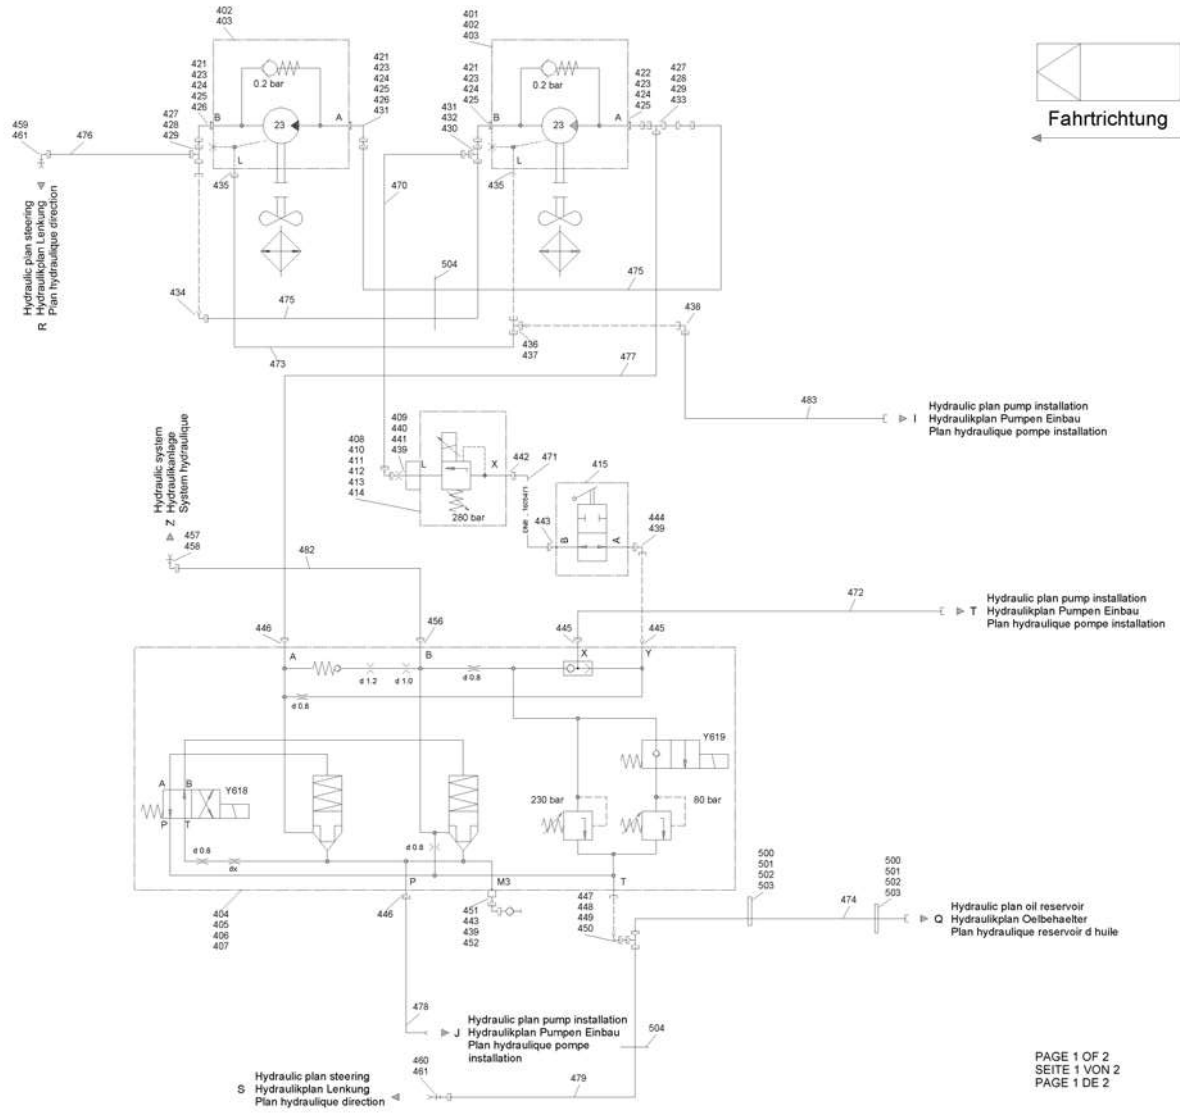 402
403
421
423
424
425
426
0.2 bar
B
23
A
L
421
423
424
425
426
431
427
428
429
435
459
461
476
Hydraulic plan steering
R Hydraulikplan Lenkung
Plan hydraulique direction
401
402
403
421
423
424
425
0.2 bar
B
23
A
L
422
423
424
425
427
428
429
433
431
432
430
435
470
Fahrtrichtung
504
475
434
475
473
436
437
438
477
483
Hydraulic plan pump installation
I Hydraulikplan Pumpen Einbau
Plan hydraulique pompe installation
Hydraulic system
Z Hydraulikanlage
System hydraulique
457
458
482
408
410
411
412
413
414
409
440
441
439
L
X
280 bar
442
471
415
443
B
A
444
439
472
Hydraulic plan pump installation
T Hydraulikplan Pumpen Einbau
Plan hydraulique pompe installation
446
456
445
445
A
B
X
Y
d 1.2
d 1.0
d 0.8
d 0.8
Y619
A B
Y618
P T
230 bar
80 bar
d 0.8
dx
d 0.8
P
M3
T
404
405
406
407
446
451
443
439
452
447
448
449
450
500
501
502
503
474
500
501
502
503
Hydraulic plan oil reservoir
Q Hydraulikplan Oelbehaelter
Plan hydraulique reservoir d huile
478
Hydraulic plan pump installation
J Hydraulikplan Pumpen Einbau
Plan hydraulique pompe
installation
504
460
461
479
Hydraulic plan steering
S Hydraulikplan Lenkung
Plan hydraulique direction
PAGE 1 OF 2
SEITE 1 VON 2
PAGE 1 DE 2